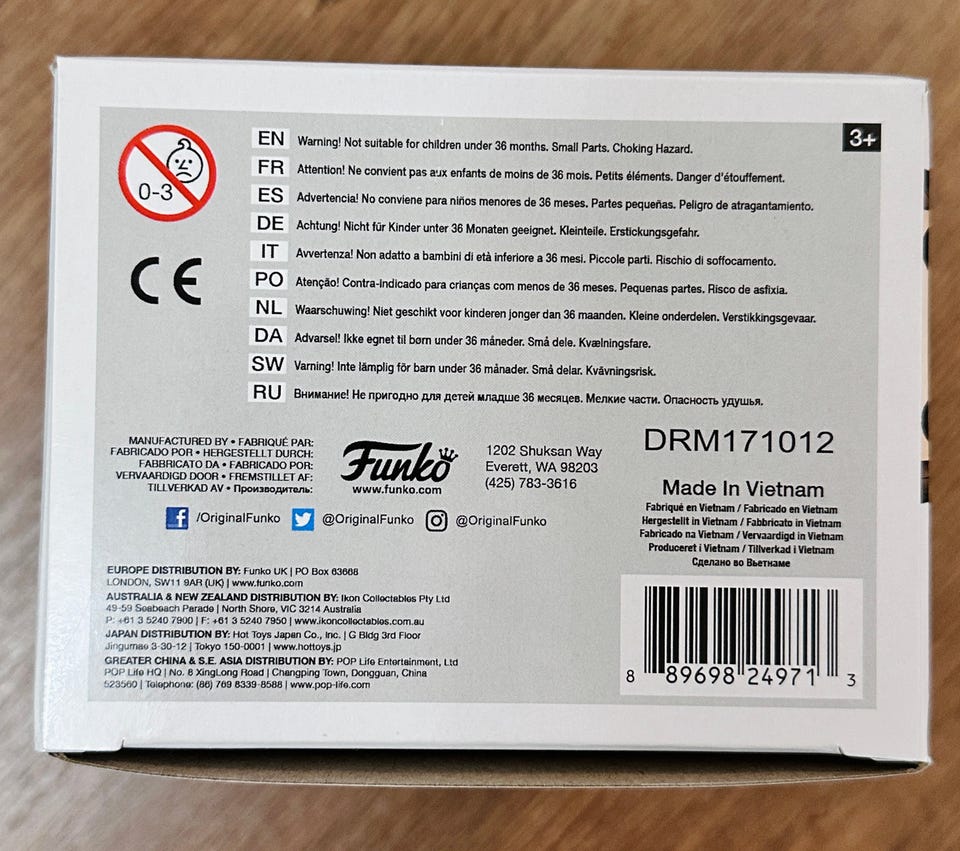 0-3
3+
EN Warning! Not suitable for children under 36 months. Small Parts. Choking Hazard.
FR Attention! Ne convient pas aux enfants de moins de 36 mois. Petits éléments. Danger d'étouffement.
ES Advertencia! No conviene para niños menores de 36 meses. Partes pequeñas. Peligro de atragantamiento.
DE Achtung! Nicht für Kinder unter 36 Monaten geeignet. Kleinteile. Erstickungsgefahr.
IT Avvertenza! Non adatto a bambini di età inferiore a 36 mesi. Piccole parti. Rischio di soffocamento.
PO Atenção! Contra-Indicado para crianças com menos de 36 meses. Pequenas partes. Risco de asfixia.
NL Waarschuwing! Niet geschikt voor kinderen jonger dan 36 maanden. Kleine onderdelen. Verstikkingsgevaar.
DA Advarsel! Ikke egnet til børn under 36 måneder. Små dele. Kvælningsfare.
SW Varning! Inte lämplig för barn under 36 månader. Små delar. Kvävningsrisk.
RU Внимание! Не пригодно для детей младше 36 месяцев. Мелкие части. Опасность удушья.
CE
MANUFACTURED BY • FABRIQUÉ PAR:
FABRICADO POR • HERGESTELLT DURCH:
FABBRICATO DA • FABRICADO POR:
VERVAARDIGD DOOR • FREMSTILLET AF:
TILLVERKAD AV • Производитель:
Funko
www.funko.com
1202 Shuksan Way
Everett, WA 98203
(425) 783-3616
/OriginalFunko @OriginalFunko @OriginalFunko
DRM171012
Made In Vietnam
Fabriqué en Vietnam / Fabricado en Vietnam
Hergestellt in Vietnam / Fabbricato in Vietnam
Fabricado na Vietnam / Vervaardigd in Vietnam
Produceret i Vietnam / Tillverkad i Vietnam
Сделано во Вьетнаме
EUROPE DISTRIBUTION BY: Funko UK | PO Box 63668
LONDON, SW11 9AR (UK) | www.funko.com
AUSTRALIA & NEW ZEALAND DISTRIBUTION BY: Ikon Collectables Pty Ltd
49-59 Seabeach Parade | North Shore, VIC 3214 Australia
P: +61 3 5240 7900 | F: +61 3 5240 7950 | www.ikoncollectables.com.au
JAPAN DISTRIBUTION BY: Hot Toys Japan Co., Inc. | G Bldg 3rd Floor
Jingumae 3-30-12 | Tokyo 150-0001 | www.hottoys.jp
GREATER CHINA & S.E. ASIA DISTRIBUTION BY: POP Life Entertainment, Ltd
POP Life HQ | No. 8 XingLong Road | Changping Town, Dongguan, China
523560 | Telephone: (86) 769 8339-8588 | www.pop-life.com
8 89698 24971 3